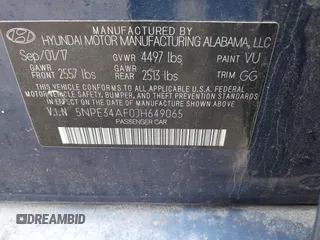 MANUFACTURED BY
HYUNDAI MOTOR MANUFACTURING ALABAMA, LLC
Sep/01/17 GVWR 4497 lbs PAINT VU
GAWR FRONT 2557 lbs GAWR REAR 2513 lbs TRIM GG
THIS VEHICLE CONFORMS TO ALL APPLICABLE FEDERAL
MOTOR VEHICLE SAFETY, BUMPER, AND THEFT PREVENTION STANDARDS
IN EFFECT ON THE DATE OF MANUFACTURE SHOWN ABOVE.
V.I.N 5NPE34AF0JH649065
PASSENGER CAR
DREAMBID